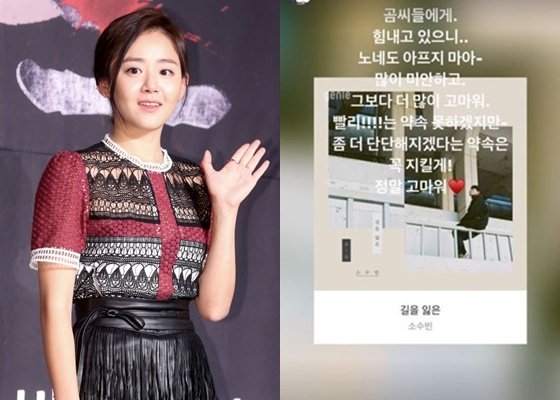 곰씨들에게.
힘내고 있으니..
노네도 아프지 마아-
많이 미안하고.
그보다 더 많이 고마워.
빨리!!!!는 약속 못하겠지만-
좀 더 단단해지겠다는 약속은
꼭 지킬게!
정말 고마워❤️
genie
길을 잃은
소수빈
소 수 빈
길을 잃은
소수빈